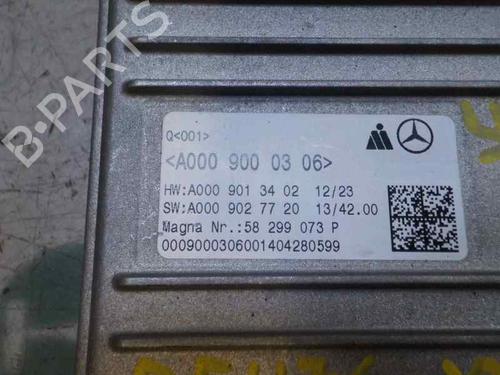 B-PARTS
Q<001>
<A000 900 03 06>
HW:A000 901 34 02 12/23
SW:A000 902 77 20 13/42.00
Magna Nr.:58 299 073 P
0009000306001404280599